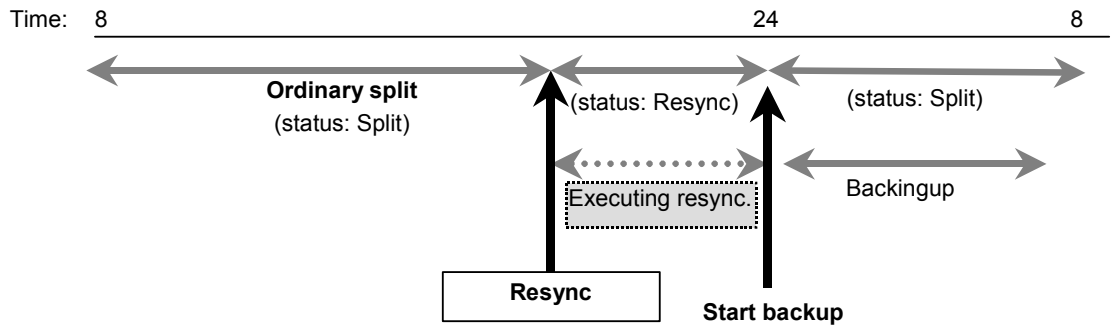 Time: 8 24 8
Ordinary split
(status: Split)
(status: Resync)
(status: Split)
Executing resync.
Backingup
Resync
Start backup